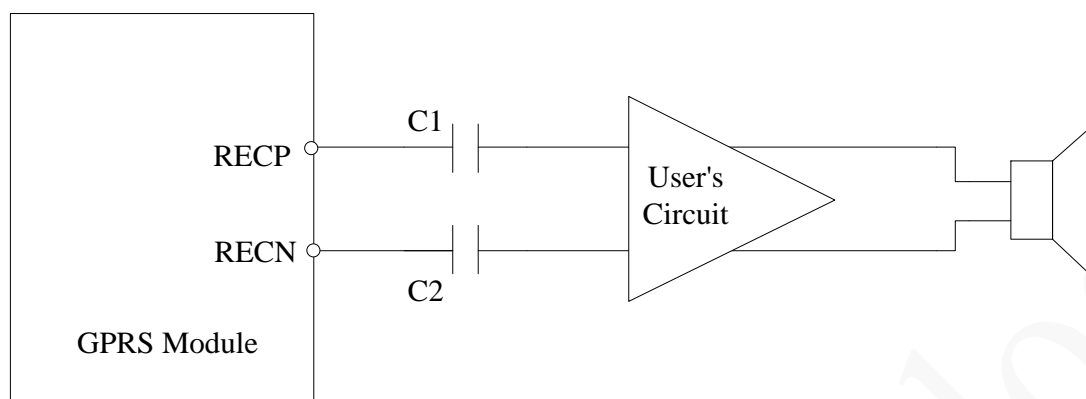 C1
RECP
User's
Circuit
RECN
C2
GPRS Module